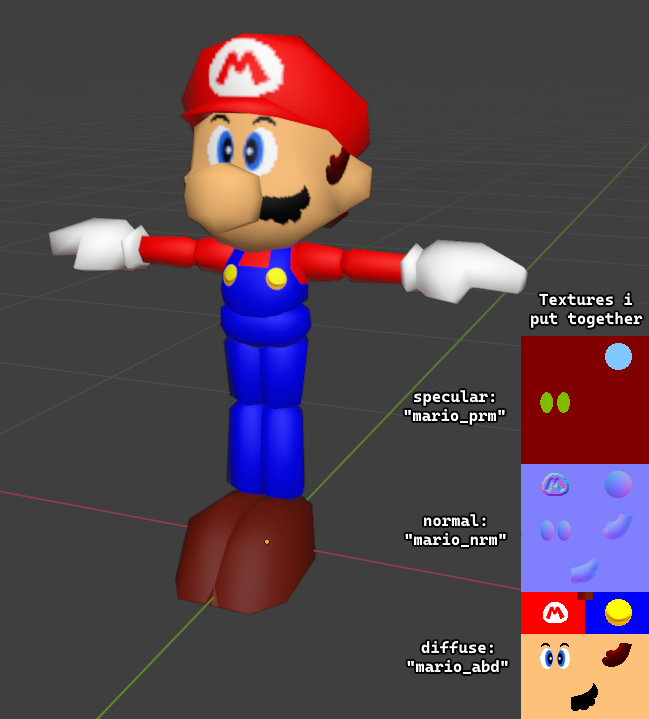 M
Textures i
put together
specular:
"mario_prm"
M
normal:
"mario_nrm"
M
diffuse:
"mario_abd"